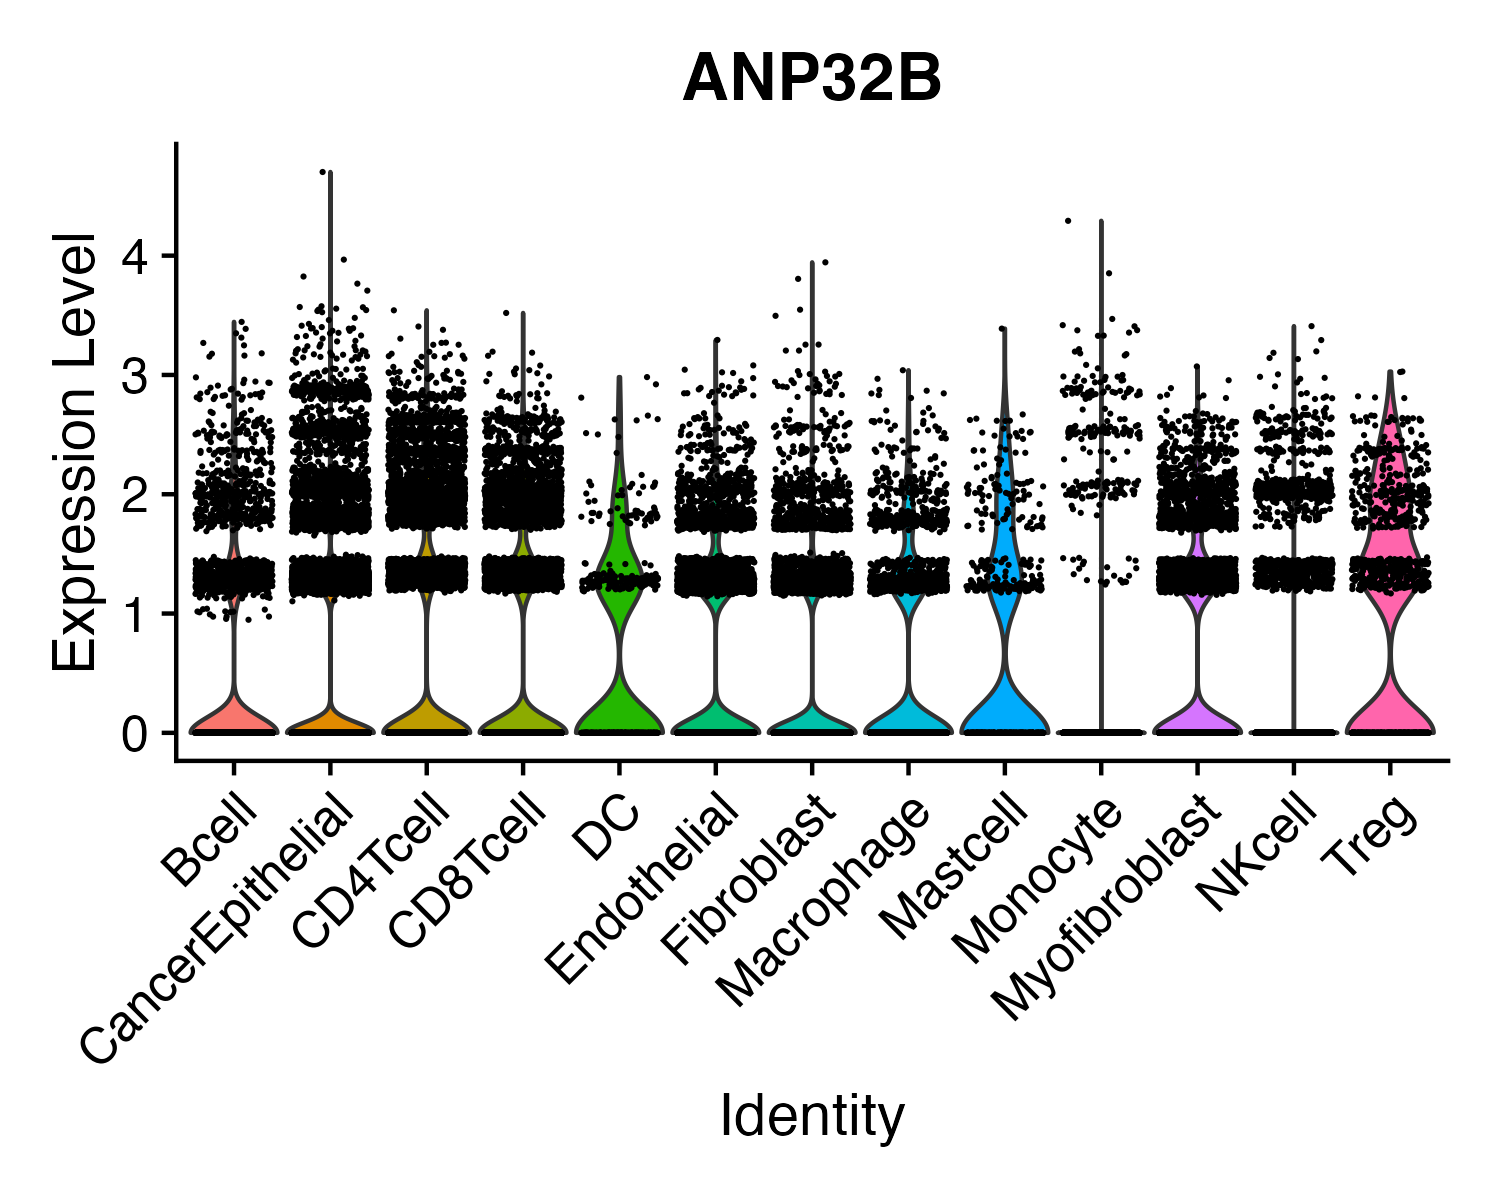 ANP32B
Expression Level
4
3
2
1
0
Bcell
CancerEpithelial
CD4Tcell
CD8Tcell
DC
Endothelial
Fibroblast
Macrophage
Mastcell
Monocyte
Myofibroblast
NKcell
Treg
Identity